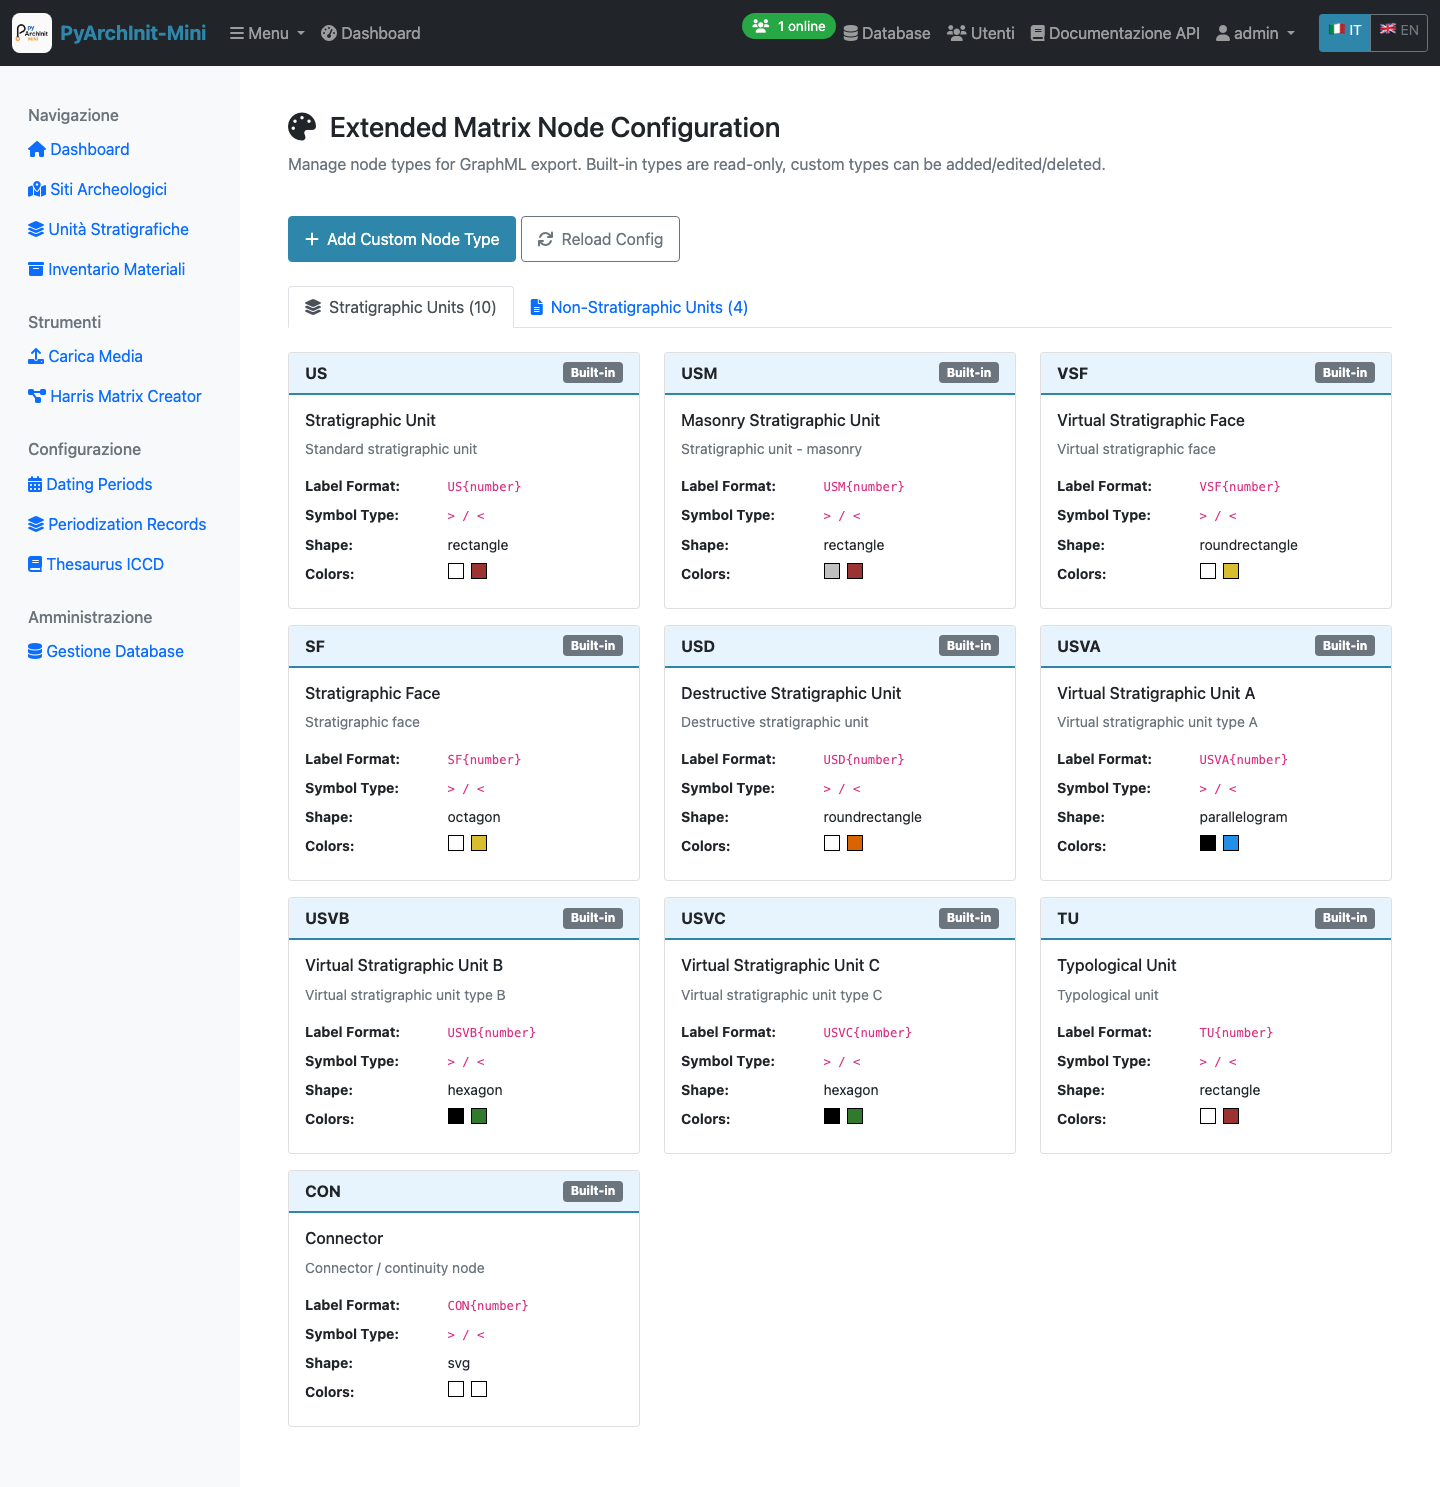 PyArchInit-Mini
Menu
Dashboard
1 online
Database
Utenti
Documentazione API
admin
IT
EN
Navigazione
Dashboard
Siti Archeologici
Unità Stratigrafiche
Inventario Materiali
Strumenti
Carica Media
Harris Matrix Creator
Configurazione
Dating Periods
Periodization Records
Thesaurus ICCD
Amministrazione
Gestione Database
Extended Matrix Node Configuration
Manage node types for GraphML export. Built-in types are read-only, custom types can be added/edited/deleted.
Add Custom Node Type
Reload Config
Stratigraphic Units (10)
Non-Stratigraphic Units (4)
US Built-in
Stratigraphic Unit
Standard stratigraphic unit
Label Format: US{number}
Symbol Type: > / <
Shape: rectangle
Colors:
USM Built-in
Masonry Stratigraphic Unit
Stratigraphic unit - masonry
Label Format: USM{number}
Symbol Type: > / <
Shape: rectangle
Colors:
VSF Built-in
Virtual Stratigraphic Face
Virtual stratigraphic face
Label Format: VSF{number}
Symbol Type: > / <
Shape: roundrectangle
Colors:
SF Built-in
Stratigraphic Face
Stratigraphic face
Label Format: SF{number}
Symbol Type: > / <
Shape: octagon
Colors:
USD Built-in
Destructive Stratigraphic Unit
Destructive stratigraphic unit
Label Format: USD{number}
Symbol Type: > / <
Shape: roundrectangle
Colors:
USVA Built-in
Virtual Stratigraphic Unit A
Virtual stratigraphic unit type A
Label Format: USVA{number}
Symbol Type: > / <
Shape: parallelogram
Colors:
USVB Built-in
Virtual Stratigraphic Unit B
Virtual stratigraphic unit type B
Label Format: USVB{number}
Symbol Type: > / <
Shape: hexagon
Colors:
USVC Built-in
Virtual Stratigraphic Unit C
Virtual stratigraphic unit type C
Label Format: USVC{number}
Symbol Type: > / <
Shape: hexagon
Colors:
TU Built-in
Typological Unit
Typological unit
Label Format: TU{number}
Symbol Type: > / <
Shape: rectangle
Colors:
CON Built-in
Connector
Connector / continuity node
Label Format: CON{number}
Symbol Type: > / <
Shape: svg
Colors: